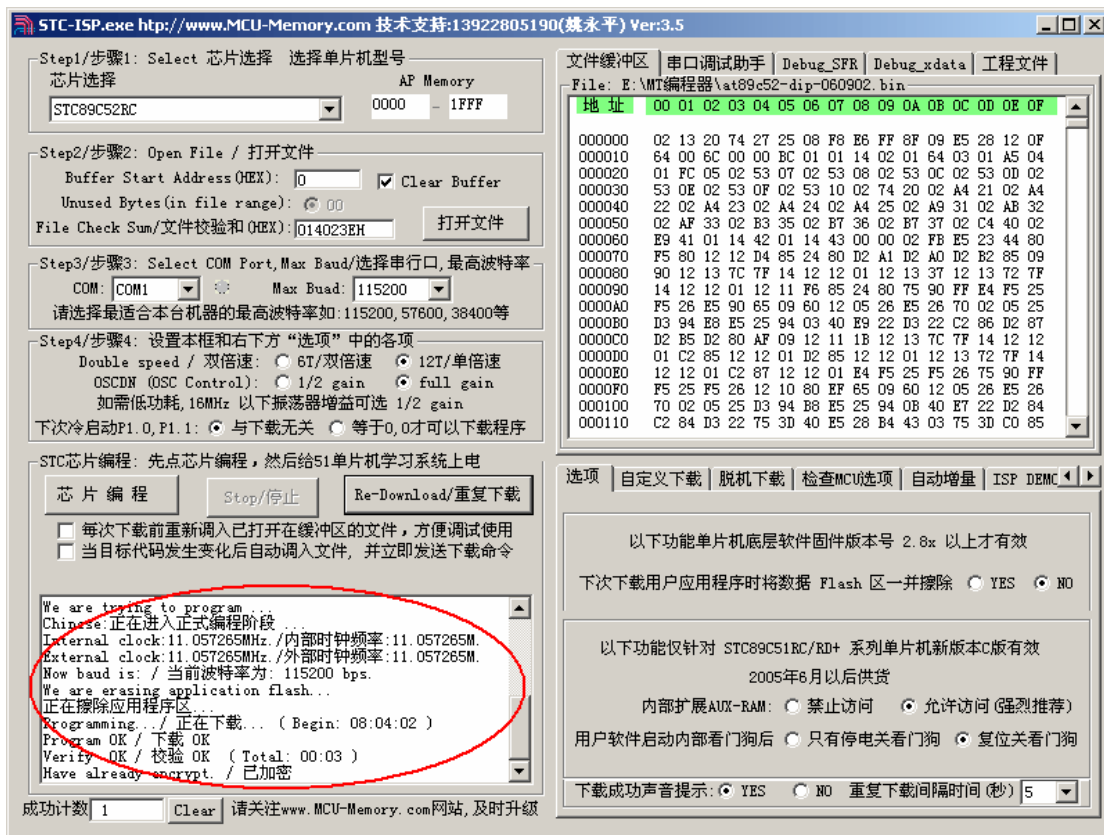 STC-ISP.exe http://www.MCU-Memory.com 技术支持:13922805190(姚永平) Ver:3.5
Step1/步骤1: Select 芯片选择 选择单片机型号
芯片选择 AP Memory
STC89C52RC 0000 - 1FFF
Step2/步骤2: Open File / 打开文件
Buffer Start Address(HEX): 0 Clear Buffer
Unused Bytes(in file range): 00
File Check Sum/文件校验和(HEX): 014023EH 打开文件
Step3/步骤3: Select COM Port,Max Baud/选择串行口,最高波特率
COM: COM1 Max Buad: 115200
请选择最适合本台机器的最高波特率如:115200,57600,38400等
Step4/步骤4: 设置本框和右下方“选项”中的各项
Double speed / 双倍速: 6T/双倍速 12T/单倍速
OSCDN (OSC Control): 1/2 gain full gain
如需低功耗,16MHz 以下振荡器增益可选 1/2 gain
下次冷启动P1.0,P1.1: 与下载无关 等于0,0才可以下载程序
STC芯片编程: 先点芯片编程，然后给51单片机学习系统上电
芯片编程 Stop/停止 Re-Download/重复下载
每次下载前重新调入已打开在缓冲区的文件，方便调试使用
当目标代码发生变化后自动调入文件, 并立即发送下载命令
We are trying to program ...
Chinese:正在进入正式编程阶段 ...
Internal clock:11.057265MHz./内部时钟频率:11.057265M.
External clock:11.057265MHz./外部时钟频率:11.057265M.
Now baud is: / 当前波特率为: 115200 bps.
We are erasing application flash...
正在擦除应用程序区...
Programming.../ 正在下载... ( Begin: 08:04:02 )
Program OK / 下载 OK
Verify OK / 校验 OK ( Total: 00:03 )
Have already encrypt. / 已加密
成功计数 1 Clear 请关注www.MCU-Memory.com网站,及时升级
文件缓冲区 串口调试助手 Debug_SFR Debug_xdata 工程文件
File: E:\MT编程器\at89c52-dip-060902.bin
地址 00 01 02 03 04 05 06 07 08 09 0A 0B 0C 0D 0E 0F
000000 02 13 20 74 27 25 08 F8 E6 FF 8F 09 E5 28 12 0F
000010 64 00 6C 00 00 BC 01 01 14 02 01 64 03 01 A5 04
000020 01 FC 05 02 53 07 02 53 08 02 53 0C 02 53 0D 02
000030 53 0E 02 53 0F 02 53 10 02 74 20 02 A4 21 02 A4
000040 22 02 A4 23 02 A4 24 02 A4 25 02 A9 31 02 AB 32
000050 02 AF 33 02 B3 35 02 B7 36 02 B7 37 02 C4 40 02
000060 E9 41 01 14 42 01 14 43 00 00 02 FB E5 23 44 80
000070 F5 80 12 12 D4 85 24 80 D2 A1 D2 A0 D2 B2 85 09
000080 90 12 13 7C 7F 14 12 12 01 12 13 37 12 13 72 7F
000090 14 12 12 01 12 11 F6 85 24 80 75 90 FF E4 F5 25
0000A0 F5 26 E5 90 65 09 60 12 05 26 E5 26 70 02 05 25
0000B0 D3 94 E8 E5 25 94 03 40 E9 22 D3 22 C2 86 D2 87
0000C0 D2 B5 D2 80 AF 09 12 11 1B 12 13 7C 7F 14 12 12
0000D0 01 C2 85 12 12 01 D2 85 12 12 01 12 13 72 7F 14
0000E0 12 12 01 C2 87 12 12 01 E4 F5 25 F5 26 75 90 FF
0000F0 F5 25 F5 26 12 10 80 EF 65 09 60 12 05 26 E5 26
000100 70 02 05 25 D3 94 B8 E5 25 94 0B 40 E7 22 D2 84
000110 C2 84 D3 22 75 3D 40 E5 28 B4 43 03 75 3D C0 85
选项 自定义下载 脱机下载 检查MCU选项 自动增量 ISP DEMO
以下功能单片机底层软件固件版本号 2.8x 以上才有效
下次下载用户应用程序时将数据 Flash 区一并擦除 YES NO
以下功能仅针对 STC89C51RC/RD+ 系列单片机新版本C版有效
2005年6月以后供货
内部扩展AUX-RAM: 禁止访问 允许访问(强烈推荐)
用户软件启动内部看门狗后 只有停电关看门狗 复位关看门狗
下载成功声音提示: YES NO 重复下载间隔时间(秒) 5